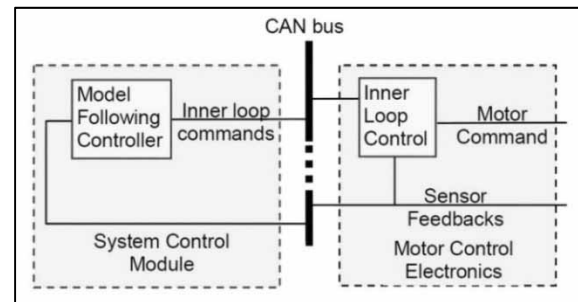 CAN bus
Model
Following
Controller
Inner loop
commands
System Control
Module
Inner
Loop
Control
Motor
Command
Sensor
Feedbacks
Motor Control
Electronics